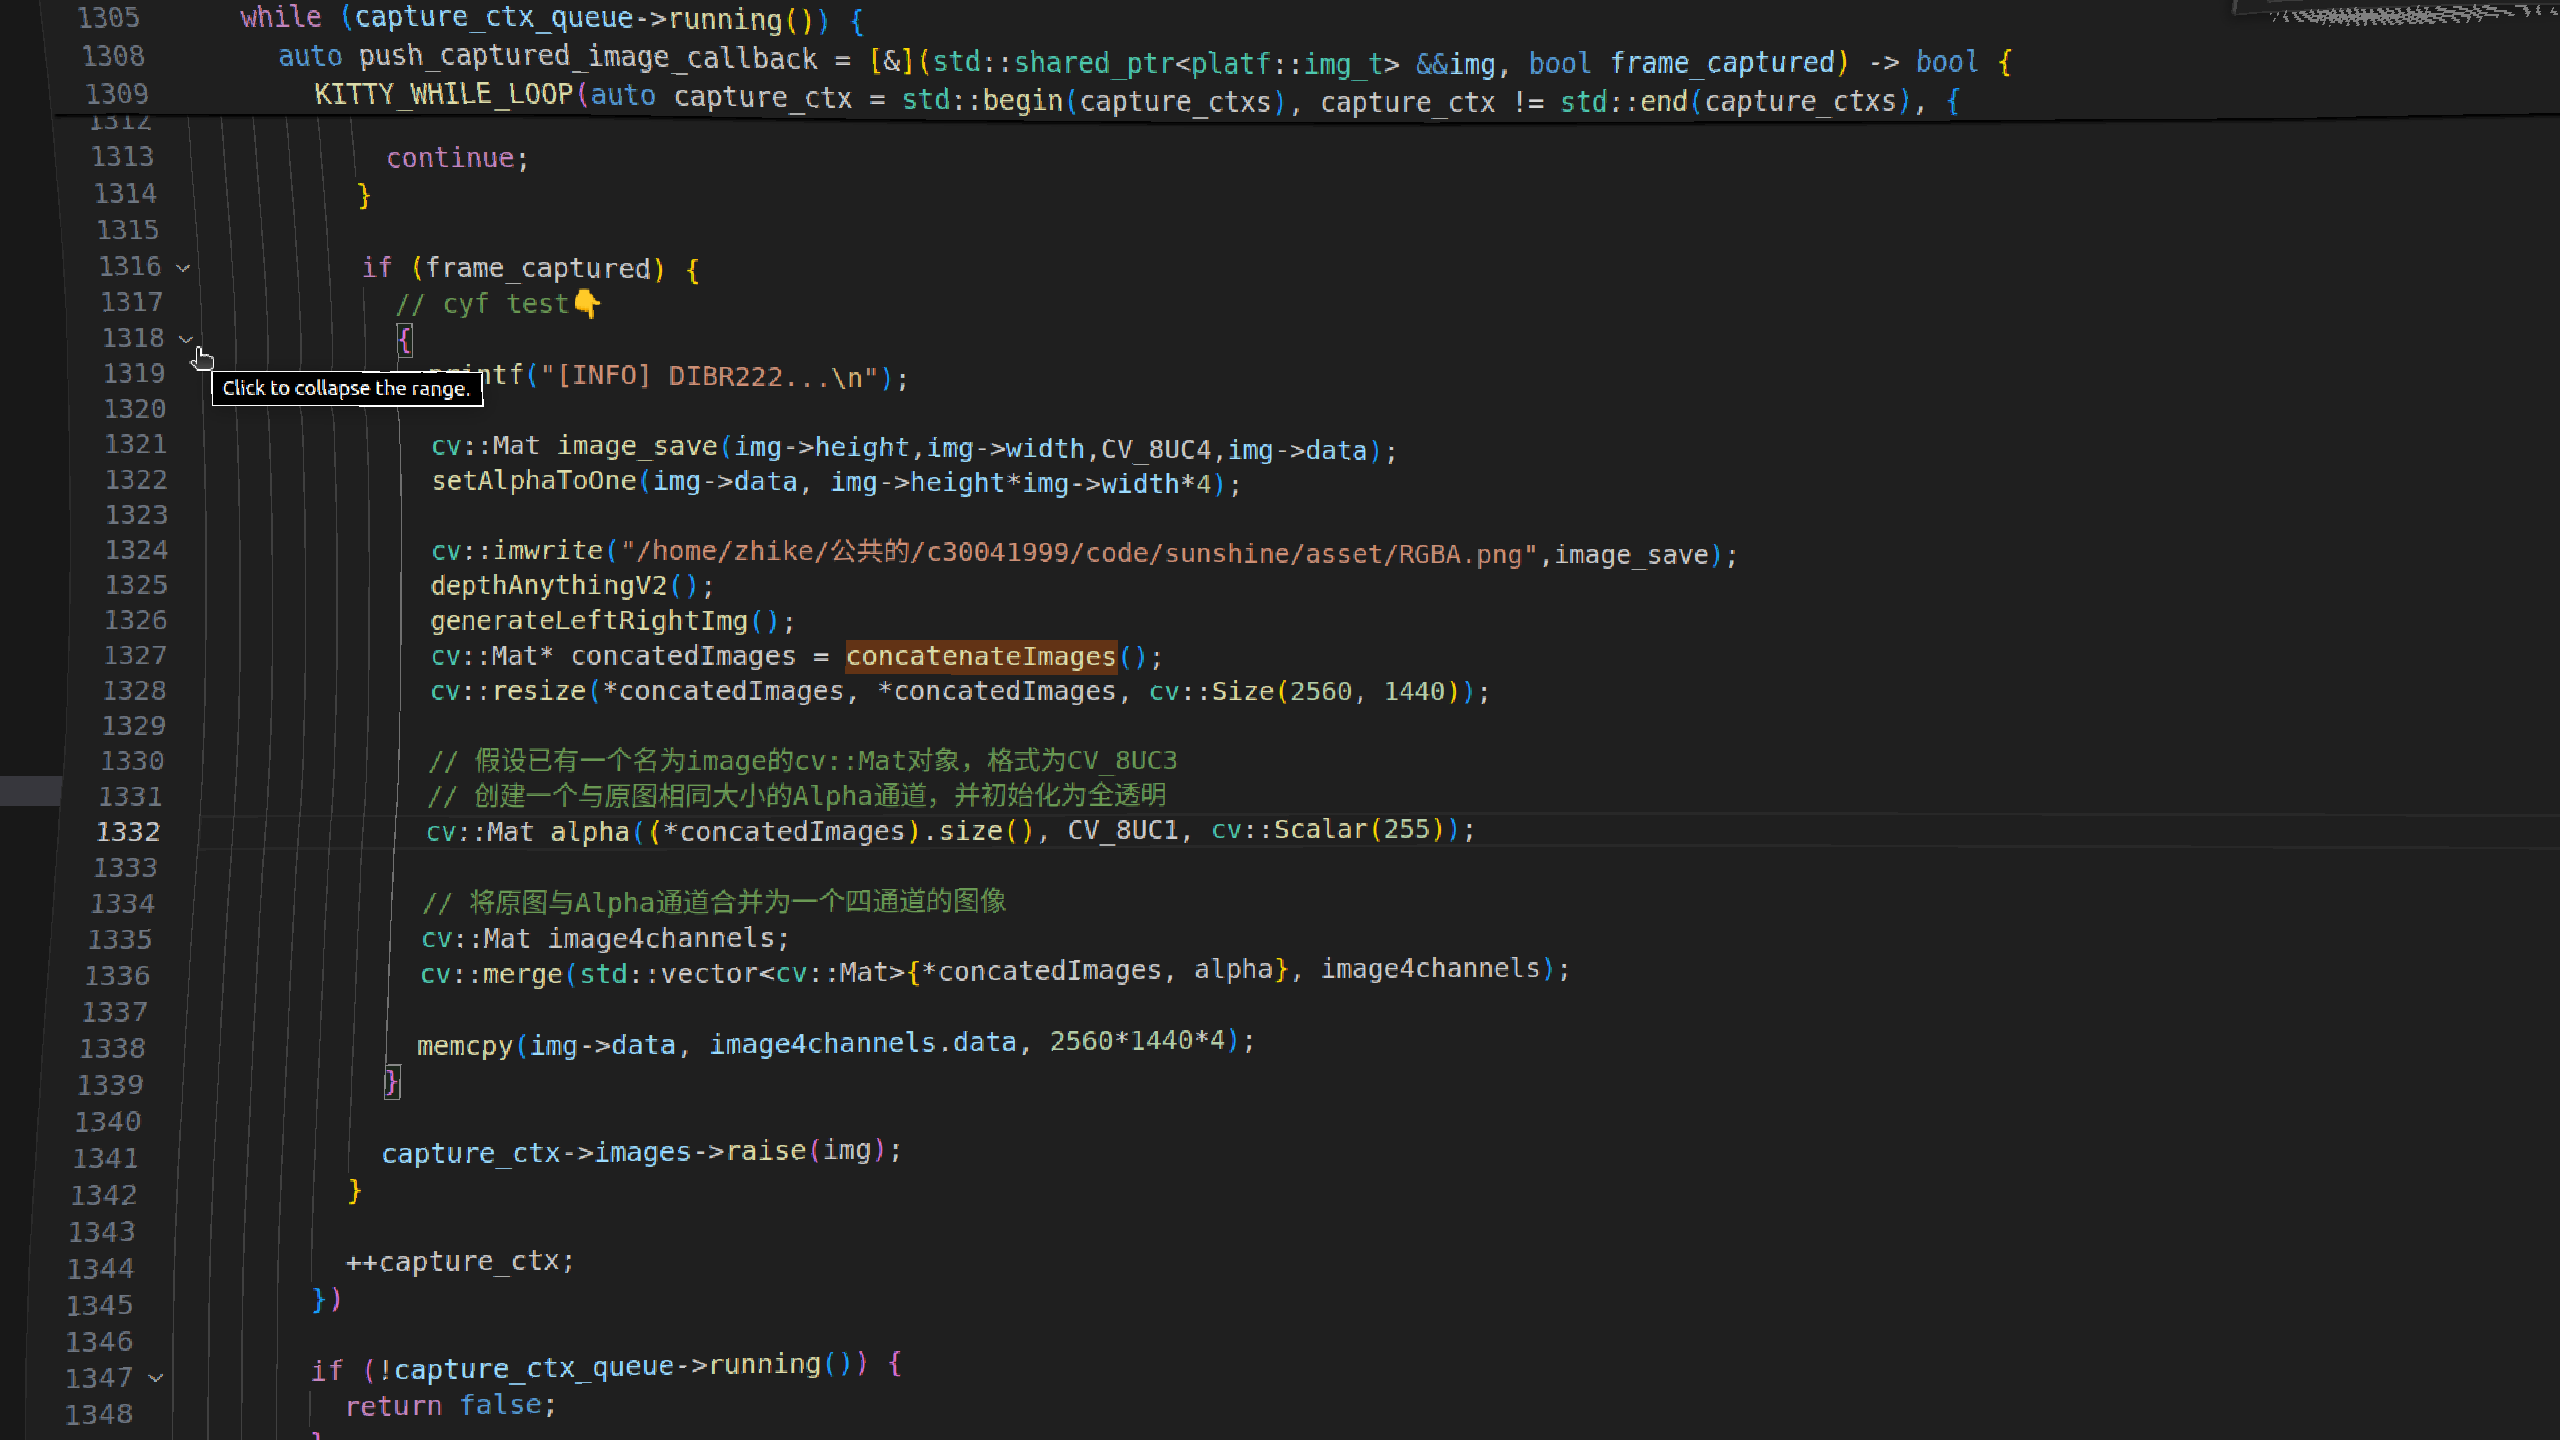 1305 while (capture_ctx_queue->running()) {
1308 auto push_captured_image_callback = [&](std::shared_ptr<platf::img_t> &&img, bool frame_captured) -> bool {
1309 KITTY_WHILE_LOOP(auto capture_ctx = std::begin(capture_ctxs), capture_ctx != std::end(capture_ctxs), {
1312
1313 continue;
1314 }
1315
1316 if (frame_captured) {
1317 // cyf test👇
1318 {
1319 printf("[INFO] DIBR222...\n");
Click to collapse the range.
1320
1321 cv::Mat image_save(img->height,img->width,CV_8UC4,img->data);
1322 setAlphaToOne(img->data, img->height*img->width*4);
1323
1324 cv::imwrite("/home/zhike/公共的/c30041999/code/sunshine/asset/RGBA.png",image_save);
1325 depthAnythingV2();
1326 generateLeftRightImg();
1327 cv::Mat* concatedImages = concatenateImages();
1328 cv::resize(*concatedImages, *concatedImages, cv::Size(2560, 1440));
1329
1330 // 假设已有一个名为image的cv::Mat对象，格式为CV_8UC3
1331 // 创建一个与原图相同大小的Alpha通道，并初始化为全透明
1332 cv::Mat alpha((*concatedImages).size(), CV_8UC1, cv::Scalar(255));
1333
1334 // 将原图与Alpha通道合并为一个四通道的图像
1335 cv::Mat image4channels;
1336 cv::merge(std::vector<cv::Mat>{*concatedImages, alpha}, image4channels);
1337
1338 memcpy(img->data, image4channels.data, 2560*1440*4);
1339 }
1340
1341 capture_ctx->images->raise(img);
1342 }
1343
1344 ++capture_ctx;
1345 })
1346
1347 if (!capture_ctx_queue->running()) {
1348 return false;